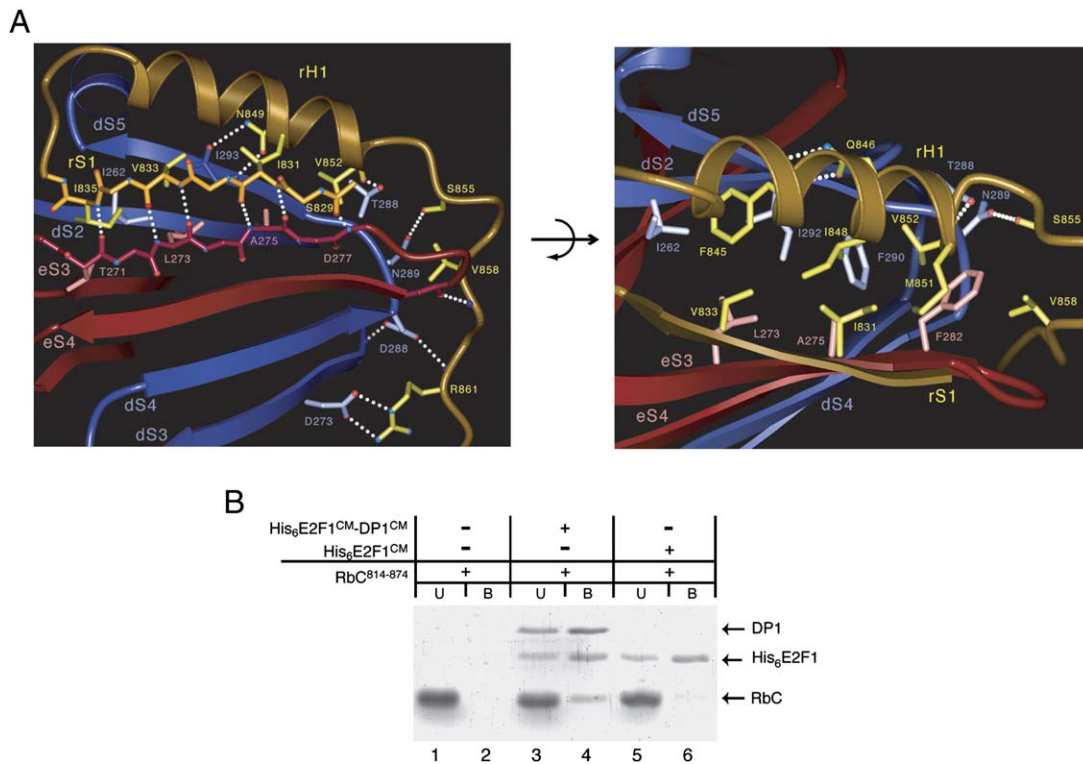 A
rH1
dS5
N849
rS1
I293
I262
V833
I831
V852
I835
S829
T288
S855
dS2
L273
A275
D277
T271
N289
V858
eS3
eS4
D288
dS4
D273
R861
dS3
dS2
Q846
rH1
T288
N289
V852
S855
I262
F845
I292
I848
F290
M851
V858
V833
L273
A275
I831
F282
eS3
dS4
rS1
eS4
B
His6E2F1CM-DP1CM - + -
His6E2F1CM - - +
RbC814-874 + + +
U B U B U B
DP1
His6E2F1
RbC
1 2 3 4 5 6